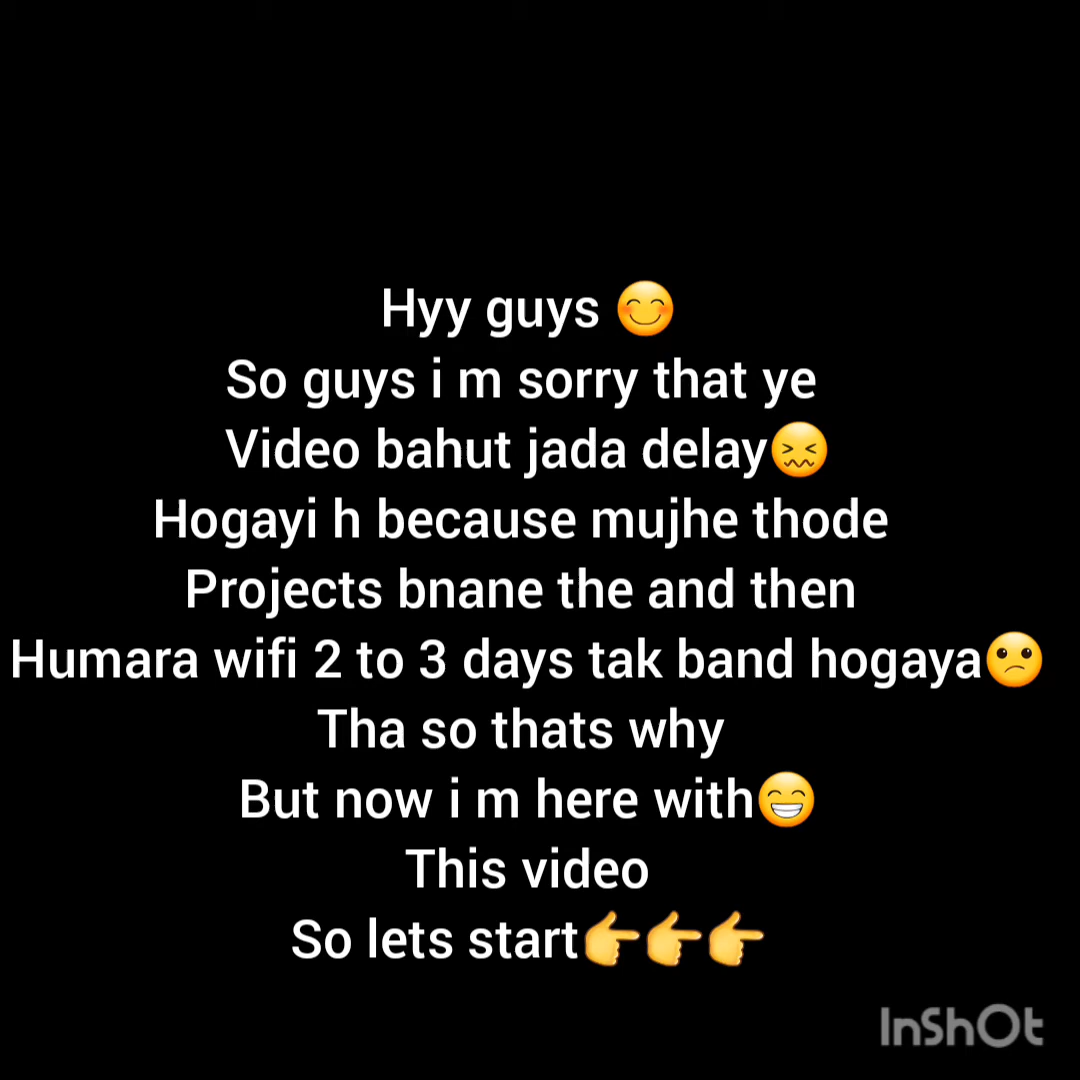 Hyy guys 😊
So guys i m sorry that ye
Video bahut jada delay😖
Hogayi h because mujhe thode
Projects bnane the and then
Humara wifi 2 to 3 days tak band hogaya😕
Tha so thats why
But now i m here with😁
This video
So lets start👉👉👉
InShOt